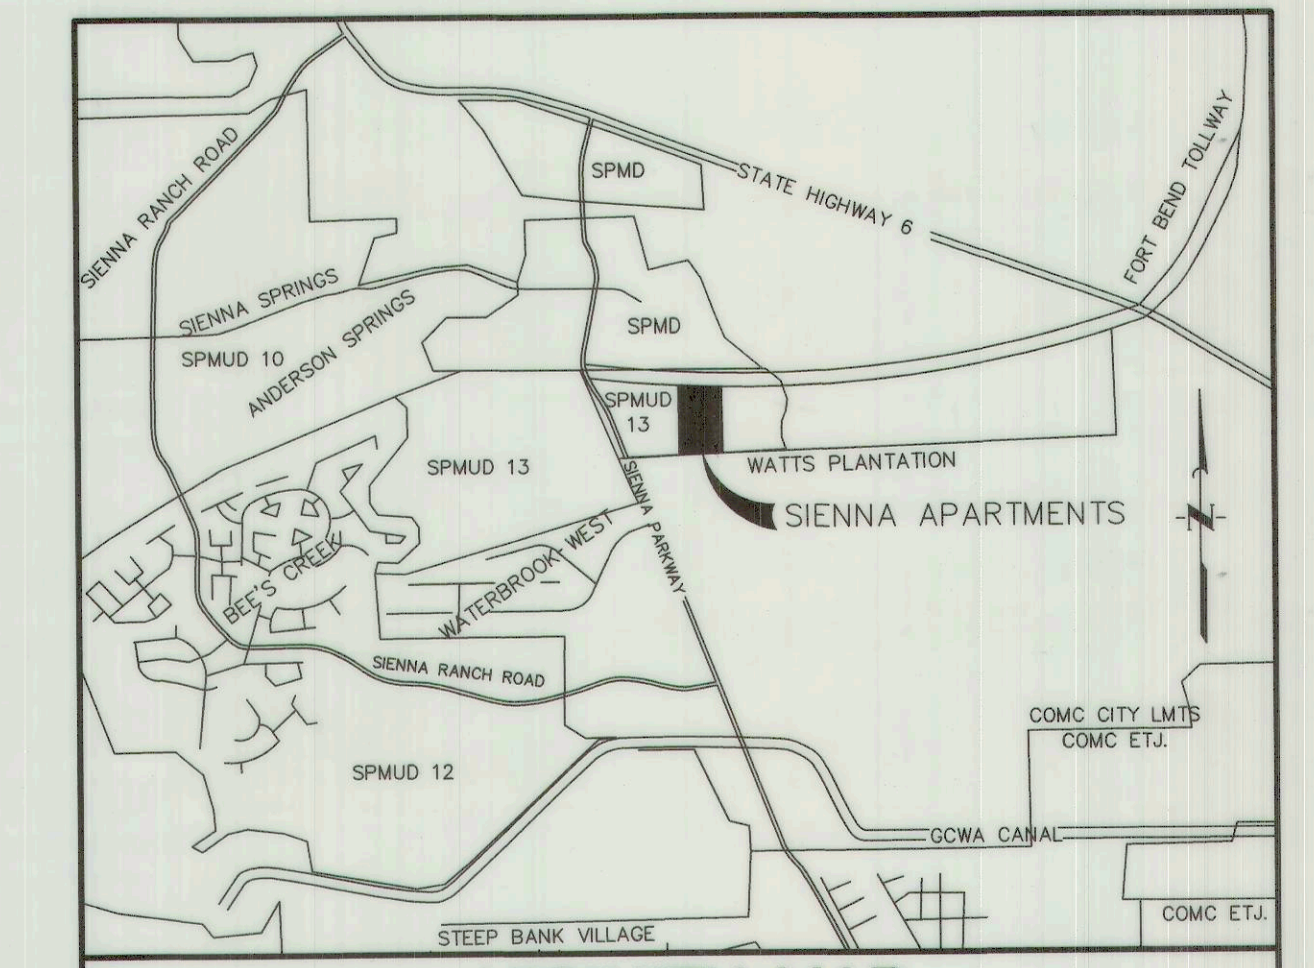 SPMD
STATE HIGHWAY 6
FORT BEND TOLLWAY
SIENNA RANCH ROAD
SIENNA SPRINGS
SPMD
SPMUD 10
ANDERSON SPRINGS
SPMUD
13
SPMUD 13
WATTS PLANTATION
SIENNA APARTMENTS
N
SIENNA PARKWAY
WATERBROOK WEST
BEE'S CREEK
SIENNA RANCH ROAD
COMC CITY LMTS
COMC ETJ.
SPMUD 12
GCWA CANAL
COMC ETJ.
STEEP BANK VILLAGE